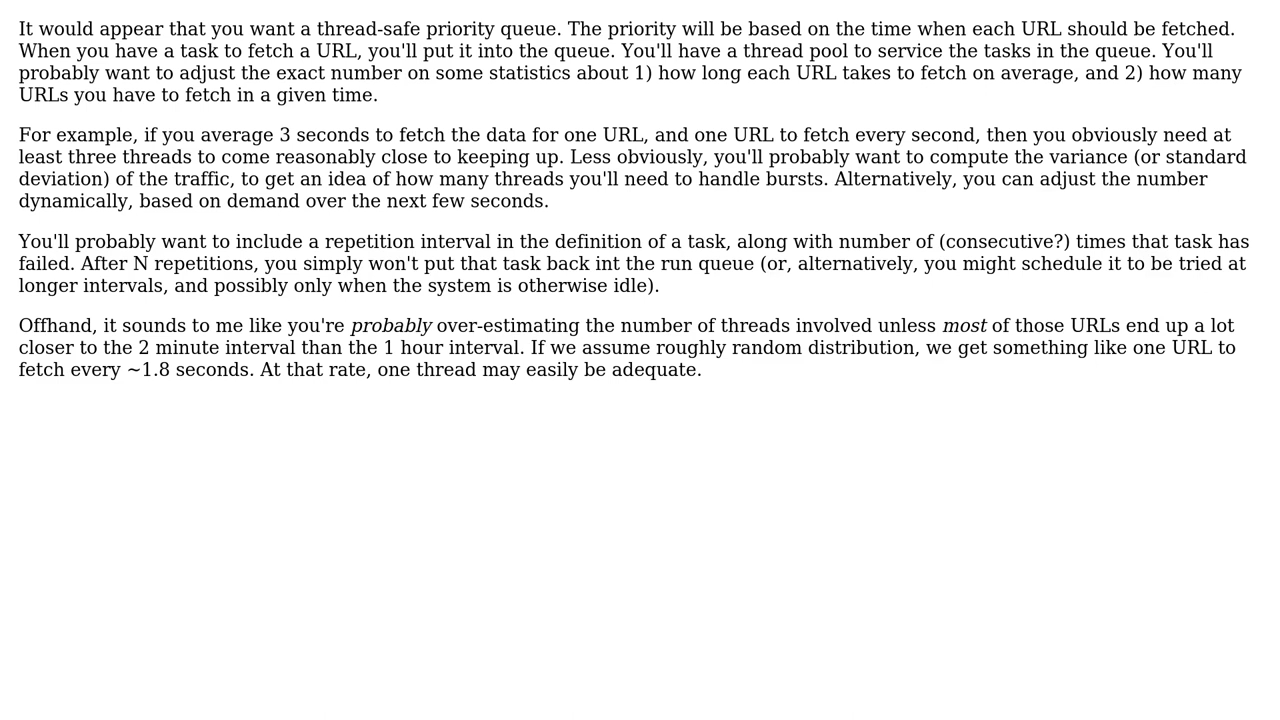 It would appear that you want a thread-safe priority queue. The priority will be based on the time when each URL should be fetched.
When you have a task to fetch a URL, you'll put it into the queue. You'll have a thread pool to service the tasks in the queue. You'll
probably want to adjust the exact number on some statistics about 1) how long each URL takes to fetch on average, and 2) how many
URLs you have to fetch in a given time.
For example, if you average 3 seconds to fetch the data for one URL, and one URL to fetch every second, then you obviously need at
least three threads to come reasonably close to keeping up. Less obviously, you'll probably want to compute the variance (or standard
deviation) of the traffic, to get an idea of how many threads you'll need to handle bursts. Alternatively, you can adjust the number
dynamically, based on demand over the next few seconds.
You'll probably want to include a repetition interval in the definition of a task, along with number of (consecutive?) times that task has
failed. After N repetitions, you simply won't put that task back int the run queue (or, alternatively, you might schedule it to be tried at
longer intervals, and possibly only when the system is otherwise idle).
Offhand, it sounds to me like you're probably over-estimating the number of threads involved unless most of those URLs end up a lot
closer to the 2 minute interval than the 1 hour interval. If we assume roughly random distribution, we get something like one URL to
fetch every ~1.8 seconds. At that rate, one thread may easily be adequate.